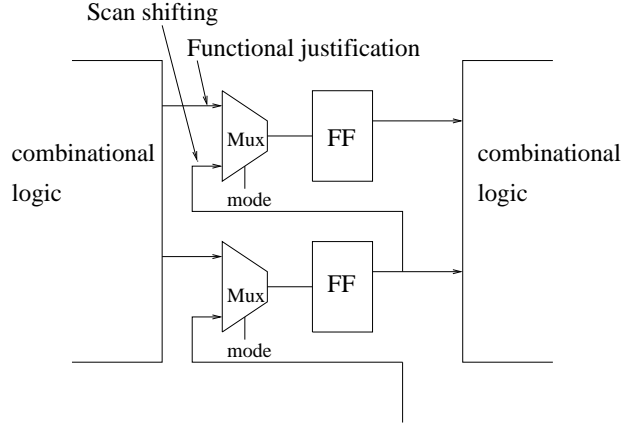 Scan shifting
Functional justification
combinational
logic
Mux
FF
mode
combinational
logic
Mux
FF
mode